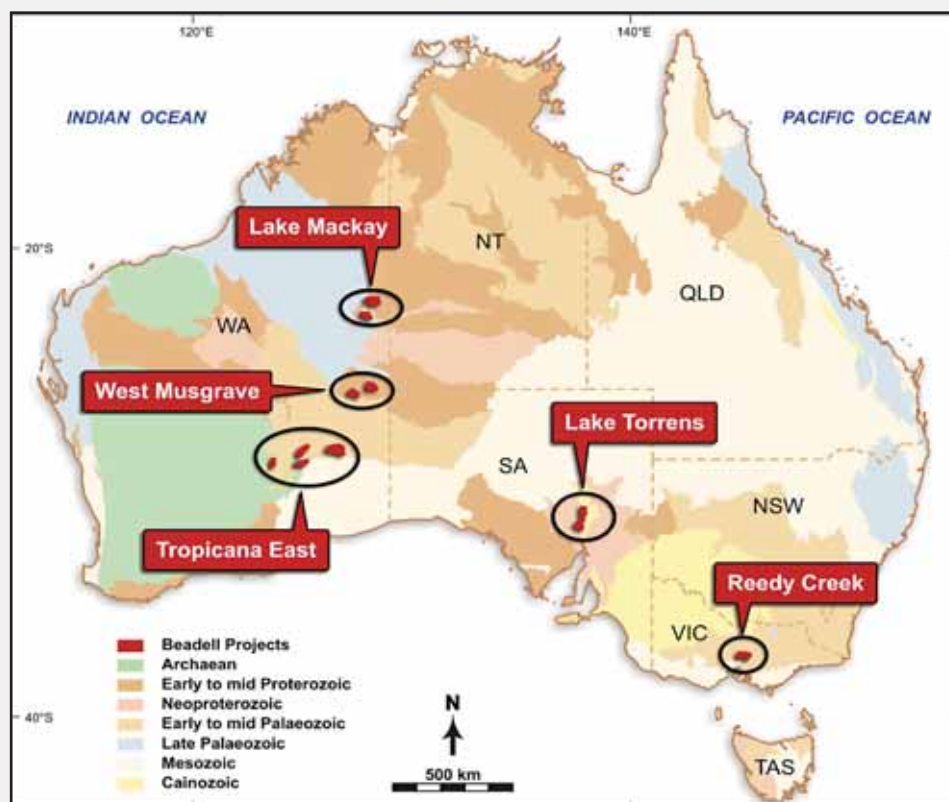 120°E
140°E
INDIAN OCEAN
PACIFIC OCEAN
Lake Mackay
NT
20°S
QLD
WA
West Musgrave
Lake Torrens
SA
NSW
Tropicana East
Reedy Creek
VIC
Beadell Projects
Archaean
Early to mid Proterozoic
Neoproterozoic
Early to mid Palaeozoic
Late Palaeozoic
Mesozoic
Cainozoic
N
40°S
500 km
TAS